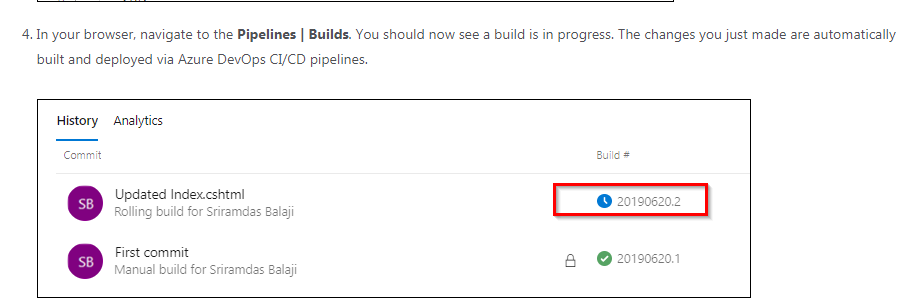 4. In your browser, navigate to the Pipelines | Builds. You should now see a build is in progress. The changes you just made are automatically
built and deployed via Azure DevOps CI/CD pipelines.
History Analytics
Commit Build #
SB Updated Index.cshtml 20190620.2
Rolling build for Sriramdas Balaji
SB First commit 20190620.1
Manual build for Sriramdas Balaji